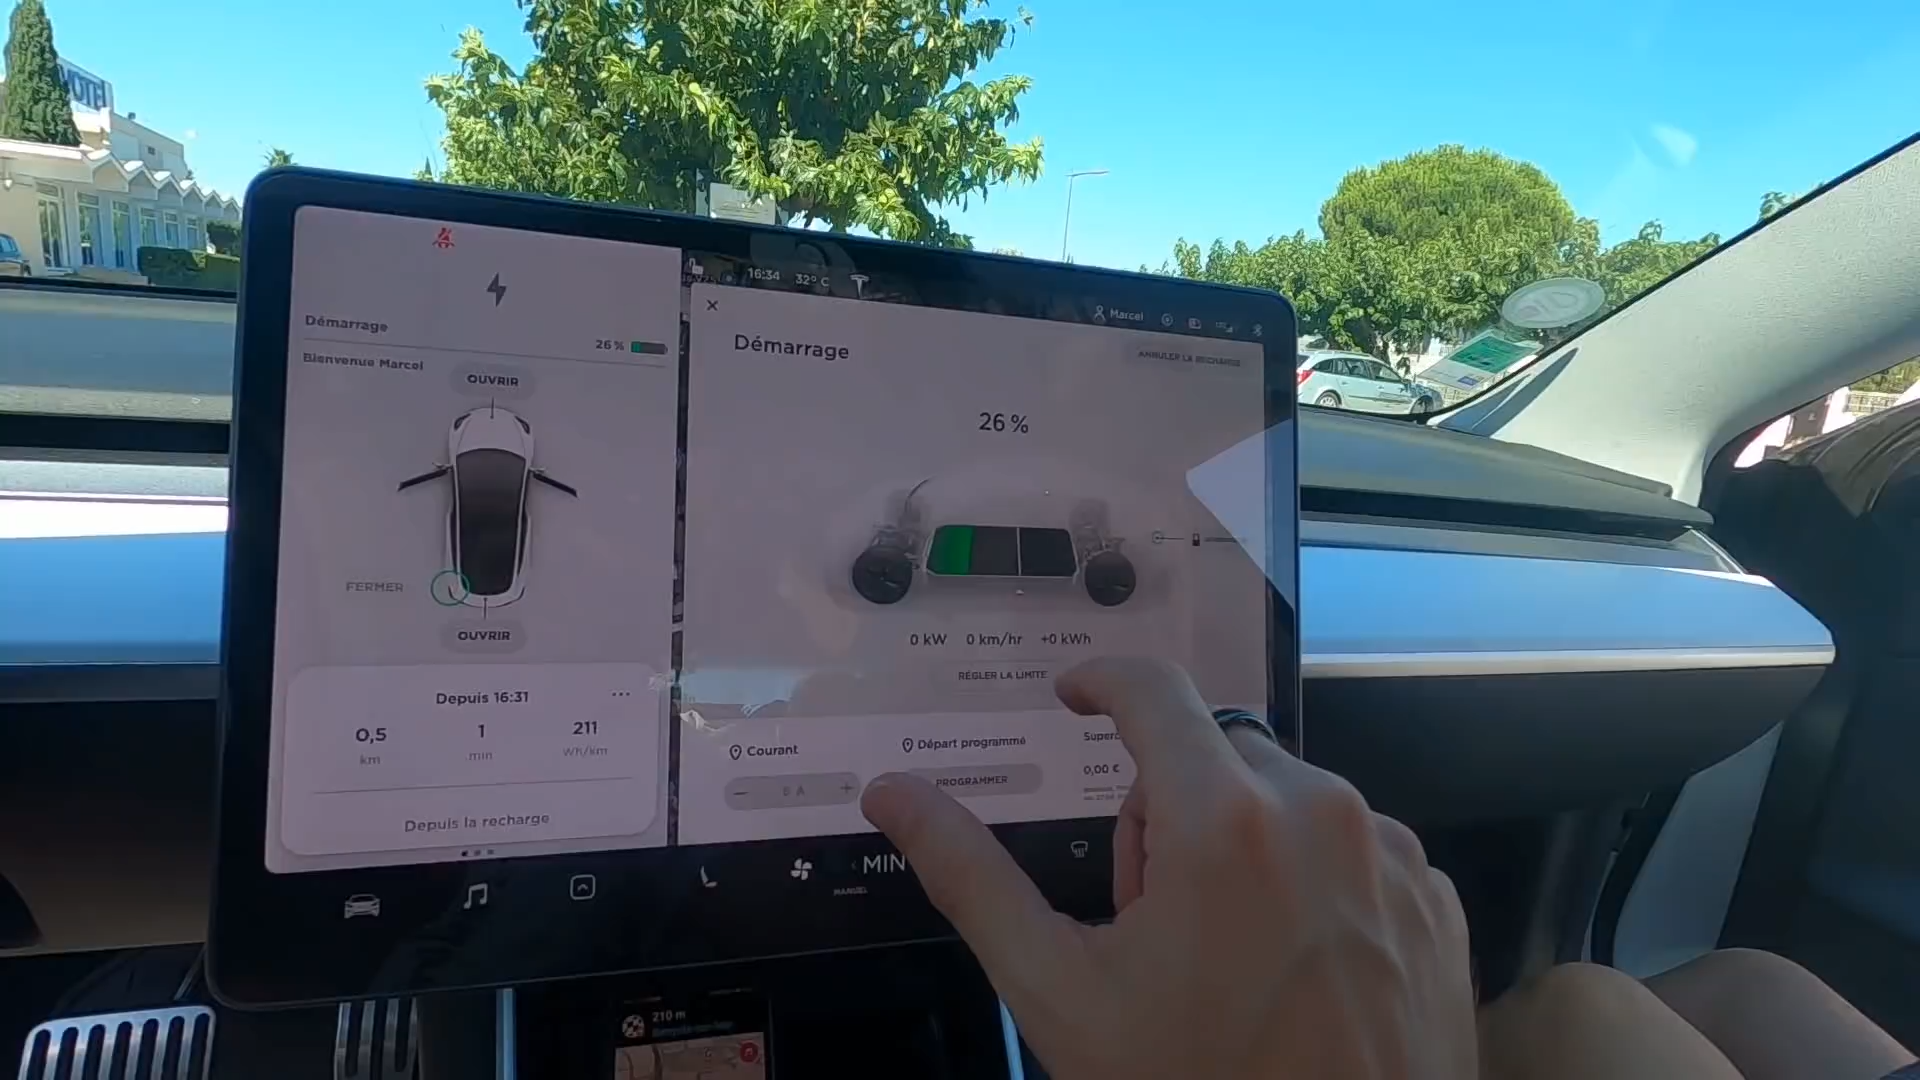 16:34 32° C
Marcel
Démarrage
26 %
Bienvenue Marcel
OUVRIR
FERMER
OUVRIR
Depuis 16:31
...
0,5
km
1
min
211
Wh/km
Depuis la recharge
Démarrage
ANNULER LA RECHARGE
26 %
0 kW 0 km/hr +0 kWh
RÉGLER LA LIMITE
Courant
Départ programmé
− +
PROGRAMMER
0,00 €
MIN
MANUEL
210 m